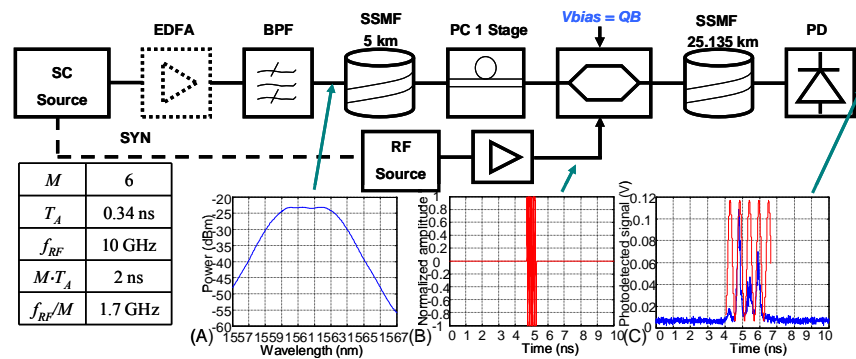 EDFA
BPF
SSMF
5 km
PC 1 Stage
Vbias = QB
SSMF
25.135 km
PD
SC
Source
SYN
RF
Source
M 6
T_A 0.34 ns
f_RF 10 GHz
M·T_A 2 ns
f_RF/M 1.7 GHz
Power (dBm)
-20
-25
-30
-35
-40
-45
-50
-55
-60
1557 1559 1561 1563 1565 1567
Wavelength (nm)
(A)
Normalized amplitude
1
0.8
0.6
0.4
0.2
0
-0.2
-0.4
-0.6
-0.8
-1
0 1 2 3 4 5 6 7 8 9 10
Time (ns)
(B)
Photodetected signal (V)
0.12
0.10
0.08
0.06
0.04
0.02
0
0 1 2 3 4 5 6 7 8 9 10
Time (ns)
(C)